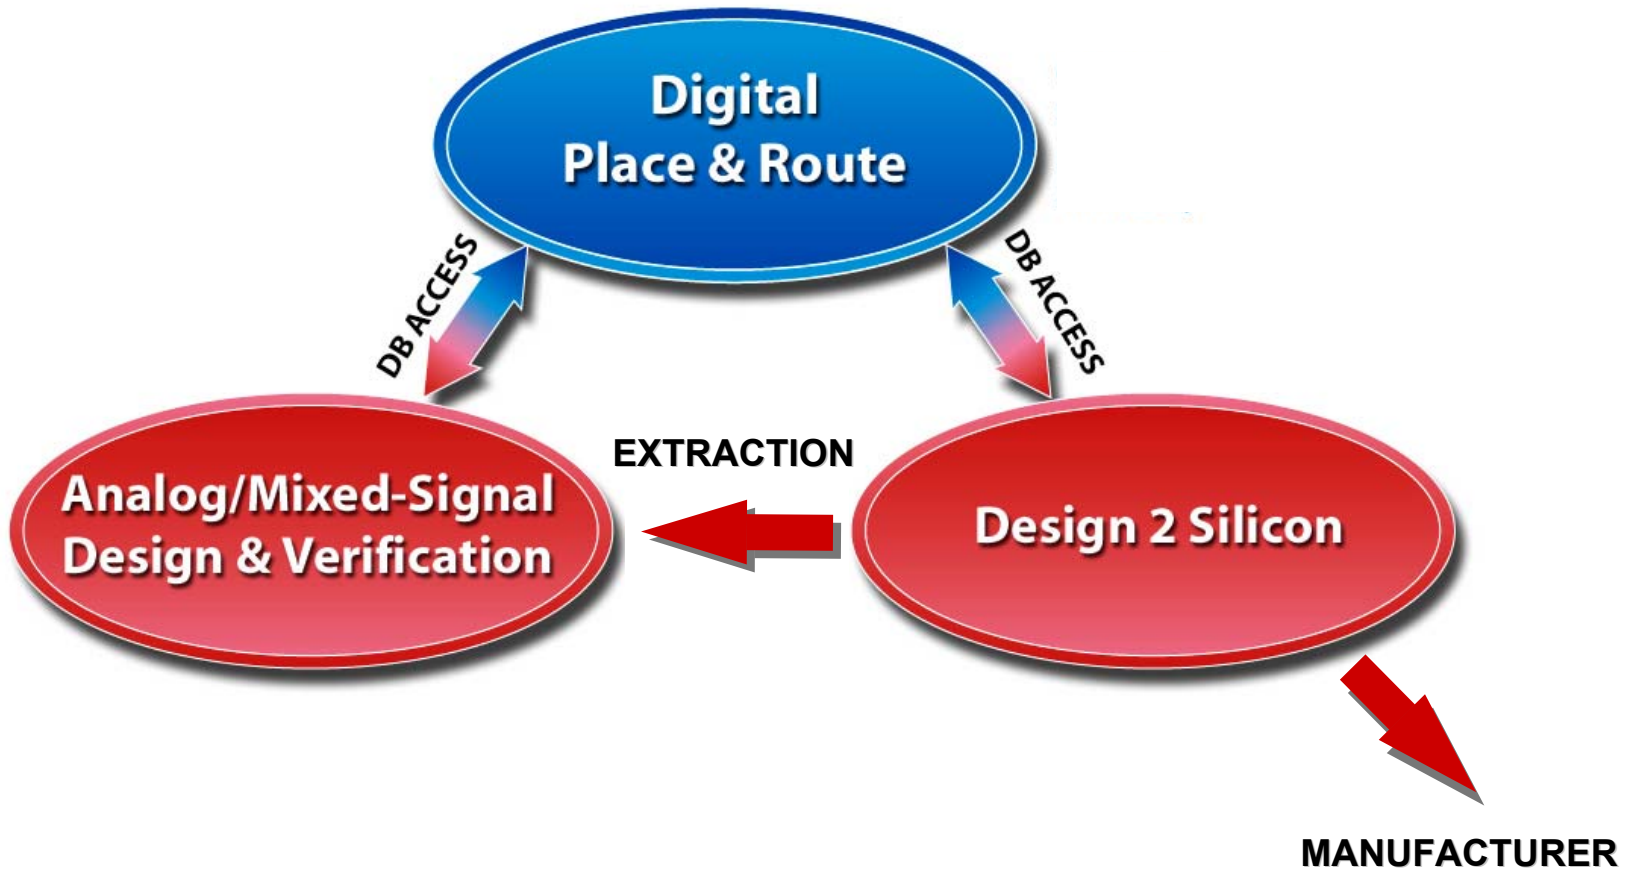 Digital
Place & Route
DB ACCESS
DB ACCESS
EXTRACTION
Analog/Mixed-Signal
Design & Verification
Design 2 Silicon
MANUFACTURER